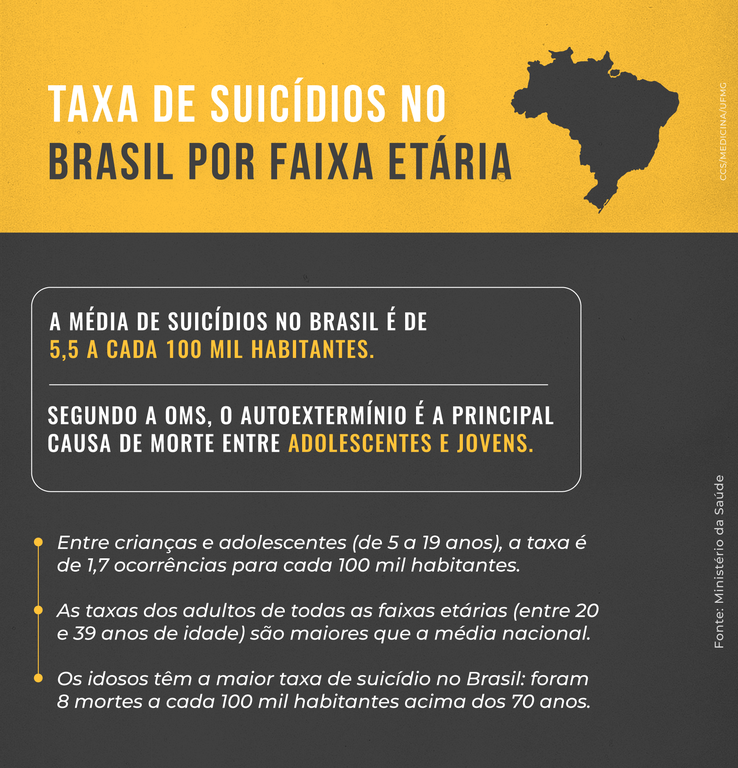 TAXA DE SUICÍDIOS NO
BRASIL POR FAIXA ETÁRIA
CCS/MEDICINA/UFMG
A MÉDIA DE SUICÍDIOS NO BRASIL É DE
5,5 A CADA 100 MIL HABITANTES.
SEGUNDO A OMS, O AUTOEXTERMÍNIO É A PRINCIPAL
CAUSA DE MORTE ENTRE ADOLESCENTES E JOVENS.
Entre crianças e adolescentes (de 5 a 19 anos), a taxa é
de 1,7 ocorrências para cada 100 mil habitantes.
As taxas dos adultos de todas as faixas etárias (entre 20
e 39 anos de idade) são maiores que a média nacional.
Os idosos têm a maior taxa de suicídio no Brasil: foram
8 mortes a cada 100 mil habitantes acima dos 70 anos.
Fonte: Ministério da Saúde